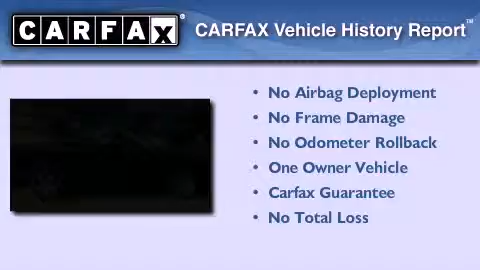 CARFAX® CARFAX Vehicle History Report™
• No Airbag Deployment
• No Frame Damage
• No Odometer Rollback
• One Owner Vehicle
• Carfax Guarantee
• No Total Loss